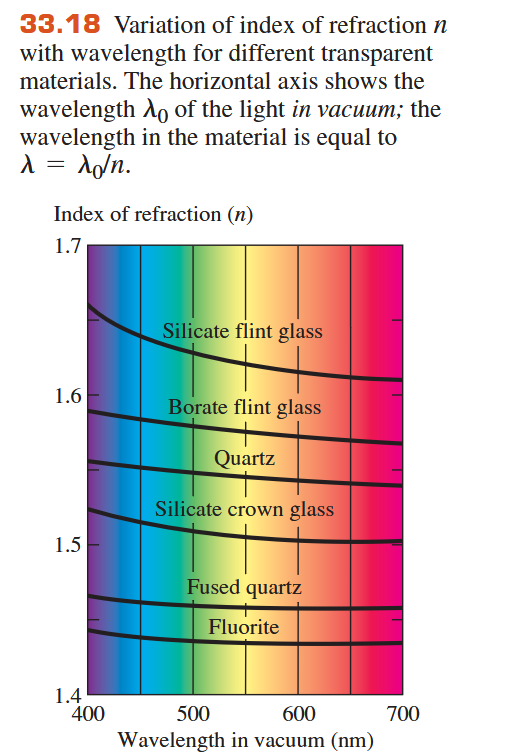 33.18 Variation of index of refraction n
with wavelength for different transparent
materials. The horizontal axis shows the
wavelength λ₀ of the light in vacuum; the
wavelength in the material is equal to
λ = λ₀/n.
Index of refraction (n)
1.7
Silicate flint glass
1.6
Borate flint glass
Quartz
Silicate crown glass
1.5
Fused quartz
Fluorite
1.4
400 500 600 700
Wavelength in vacuum (nm)